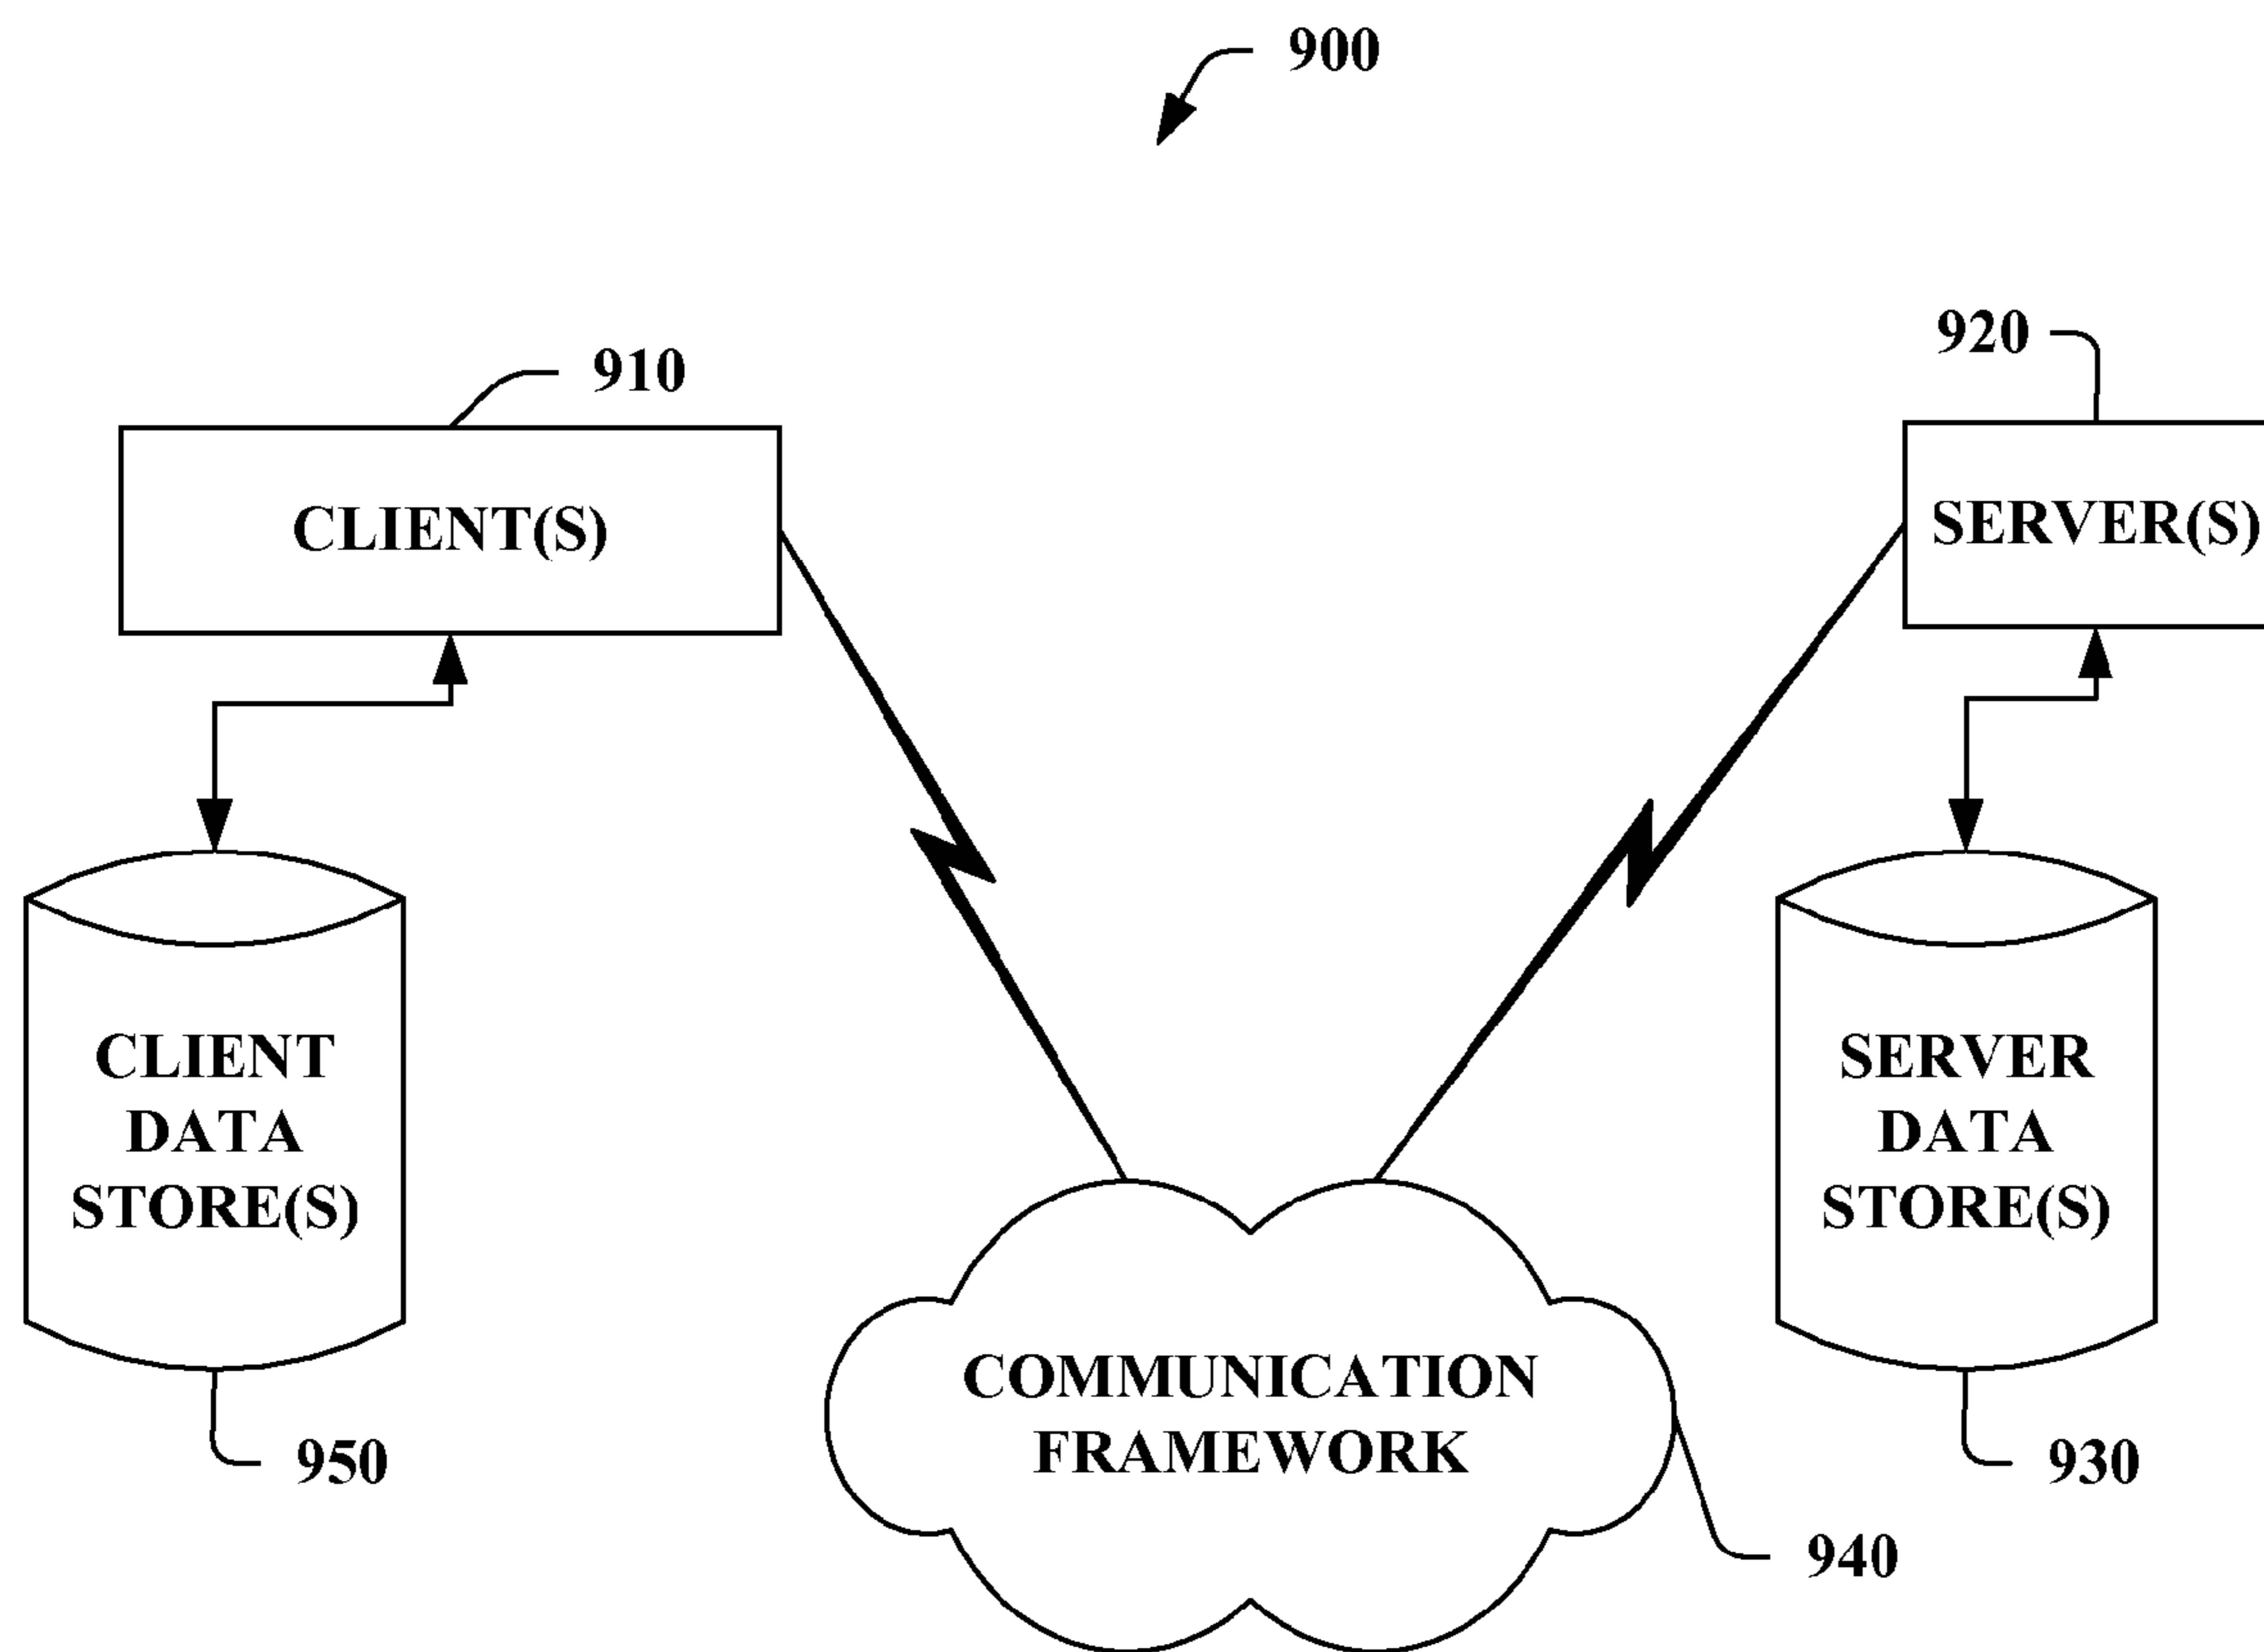 900
910
920
CLIENT(S)
SERVER(S)
CLIENT
DATA
STORE(S)
SERVER
DATA
STORE(S)
COMMUNICATION
FRAMEWORK
950
930
940